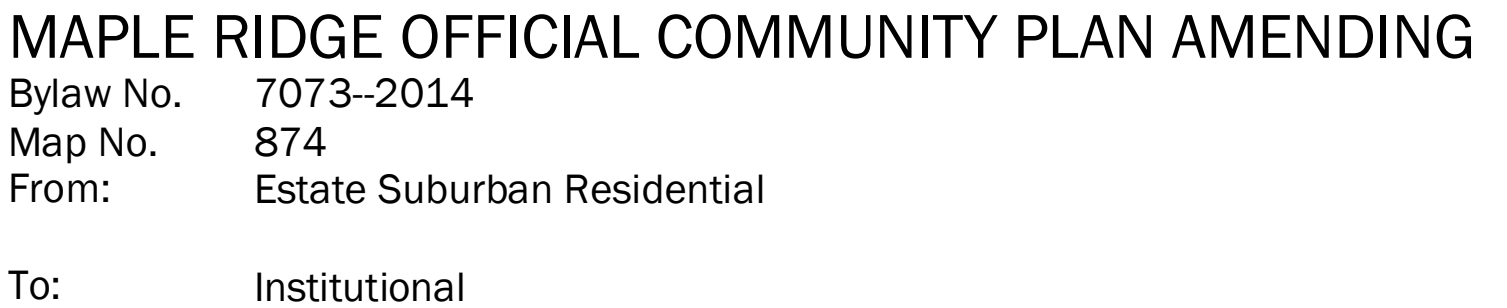 MAPLE RIDGE OFFICIAL COMMUNITY PLAN AMENDING
Bylaw No. 7073--2014
Map No. 874
From: Estate Suburban Residential
To: Institutional